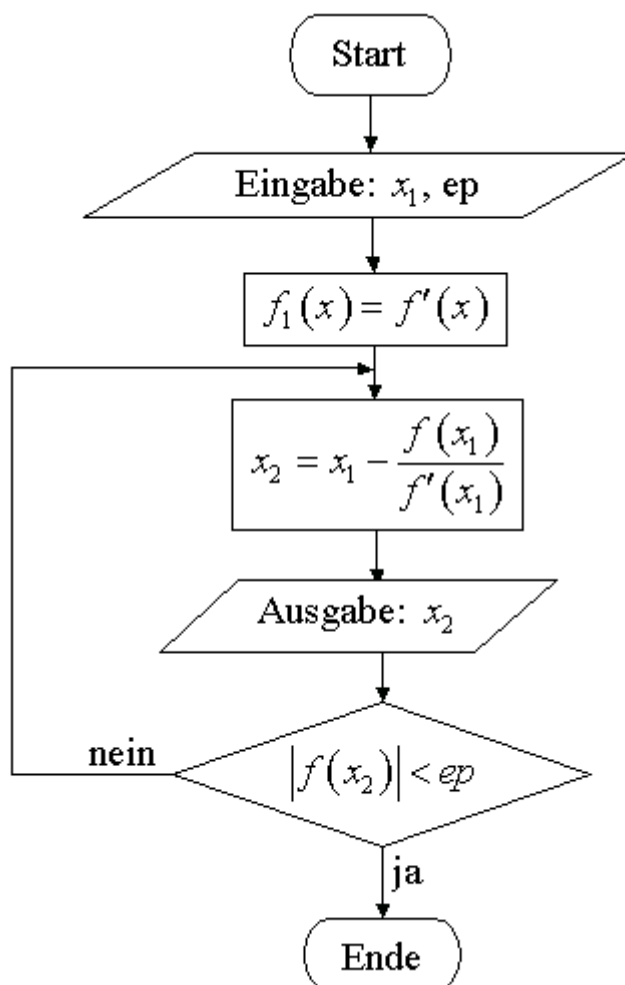 Start
Eingabe: x₁, ep
f₁(x) = f′(x)
x₂ = x₁ − f(x₁) / f′(x₁)
Ausgabe: x₂
nein
|f(x₂)| < ep
ja
Ende